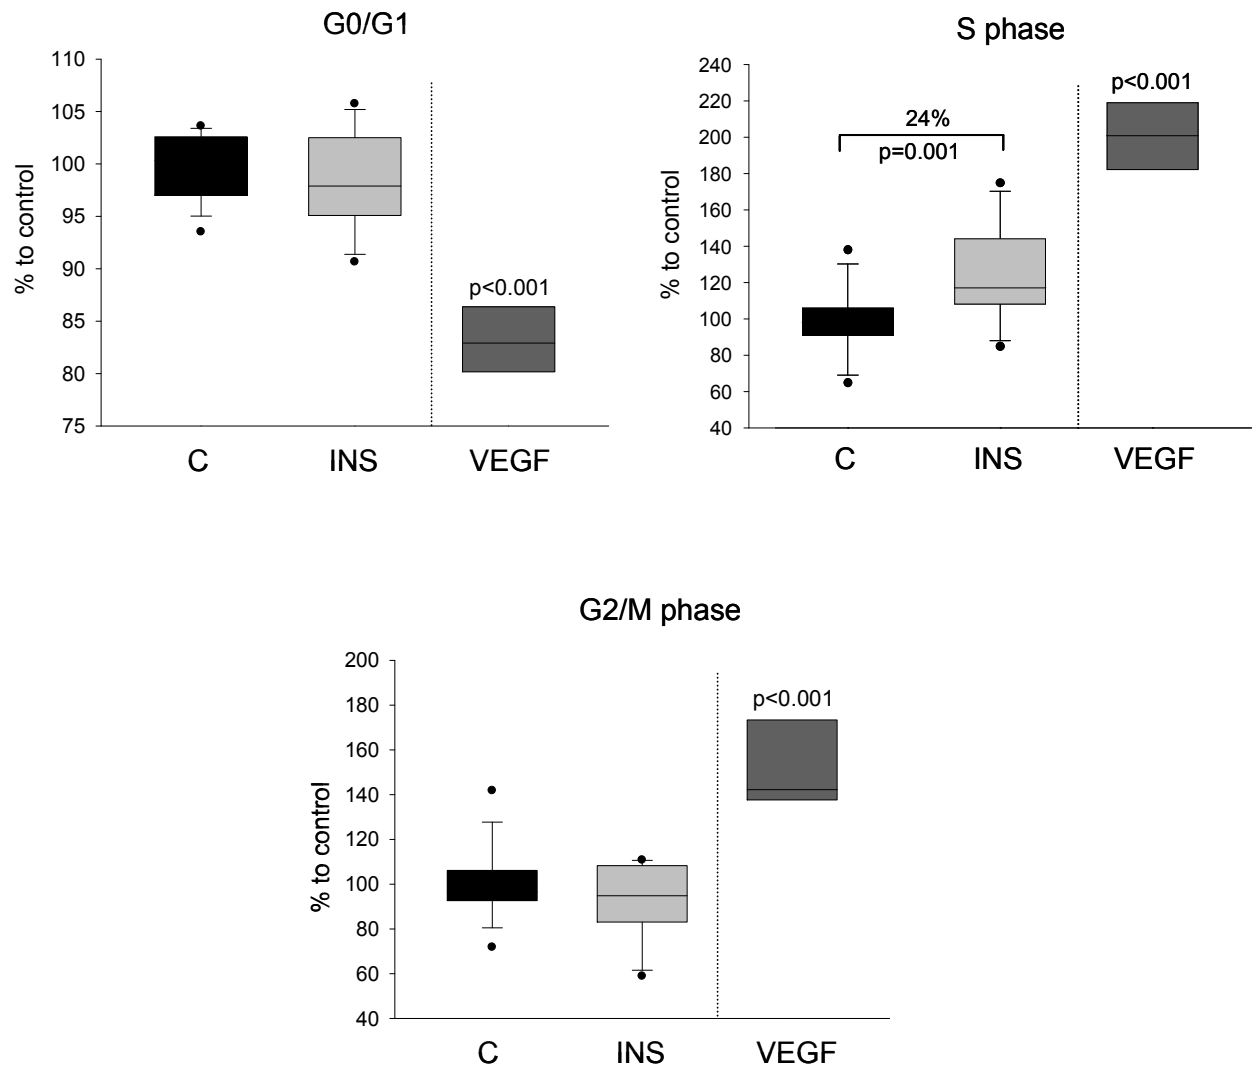 G0/G1
110
105
100
95
90
85
80
75
% to control
p<0.001
C INS VEGF
S phase
240
220
200
180
160
140
120
100
80
60
40
% to control
24%
p=0.001
p<0.001
C INS VEGF
G2/M phase
200
180
160
140
120
100
80
60
40
% to control
p<0.001
C INS VEGF